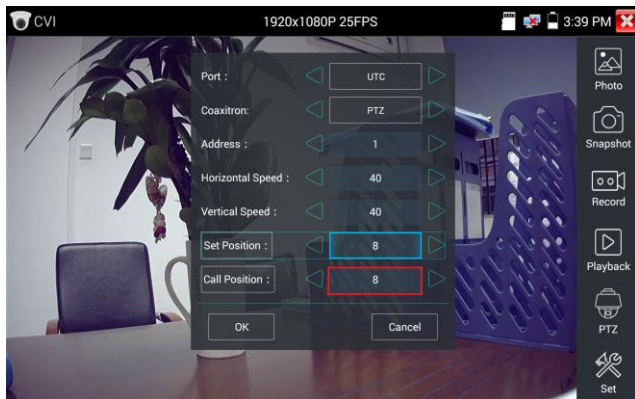 CVI 1920x1080P 25FPS 3:39 PM
Port : UTC
Coaxitron: PTZ
Address : 1
Horizontal Speed : 40
Vertical Speed : 40
Set Position : 8
Call Position : 8
OK Cancel
Photo
Snapshot
Record
Playback
PTZ
Set